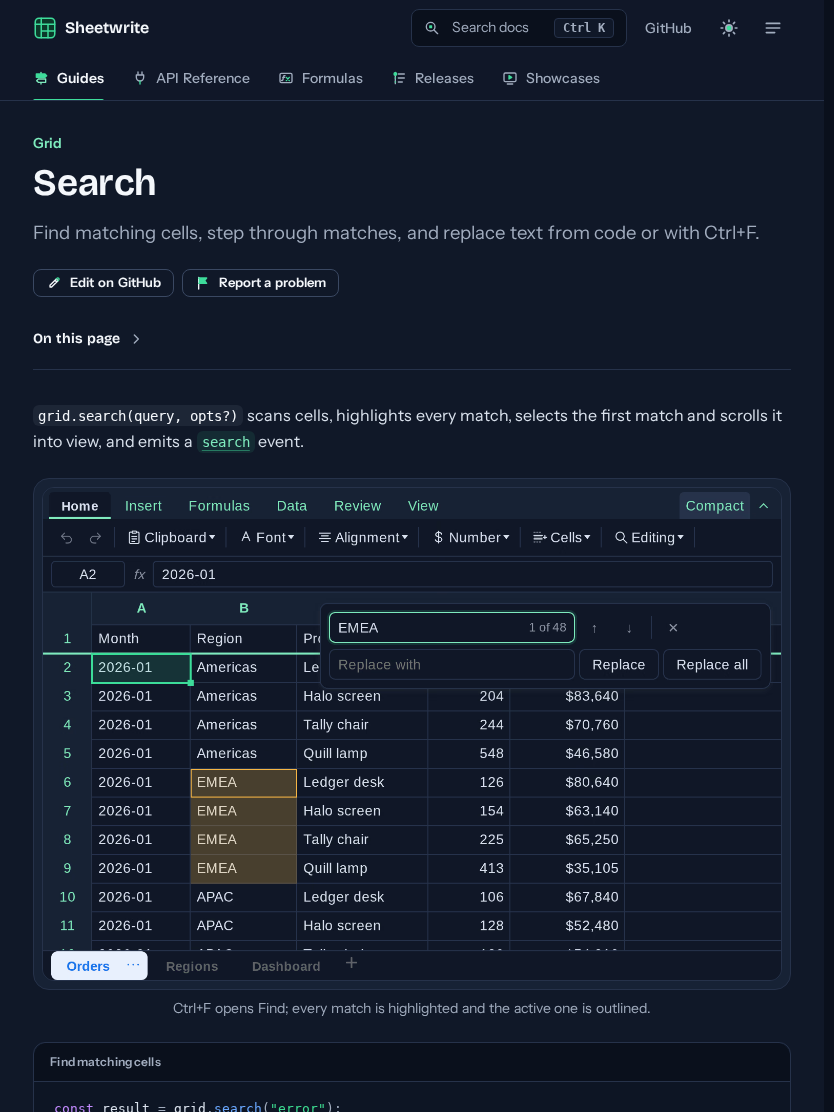 Sheetwrite
Search docs
Ctrl K
GitHub
Guides
API Reference
Formulas
Releases
Showcases
Grid
Search
Find matching cells, step through matches, and replace text from code or with Ctrl+F.
Edit on GitHub
Report a problem
On this page
grid.search(query, opts?) scans cells, highlights every match, selects the first match and scrolls it
into view, and emits a search event.
Home Insert Formulas Data Review View Compact
Clipboard A Font Alignment $ Number Cells Editing
A2 fx 2026-01
A B
EMEA 1 of 48 ↑ ↓ ✕
Replace with Replace Replace all
1 Month Region
2 2026-01 Americas
3 2026-01 Americas Halo screen 204 $83,640
4 2026-01 Americas Tally chair 244 $70,760
5 2026-01 Americas Quill lamp 548 $46,580
6 2026-01 EMEA Ledger desk 126 $80,640
7 2026-01 EMEA Halo screen 154 $63,140
8 2026-01 EMEA Tally chair 225 $65,250
9 2026-01 EMEA Quill lamp 413 $35,105
10 2026-01 APAC Ledger desk 106 $67,840
11 2026-01 APAC Halo screen 128 $52,480
Orders ... Regions Dashboard +
Ctrl+F opens Find; every match is highlighted and the active one is outlined.
Find matching cells
const result = grid.search("error");